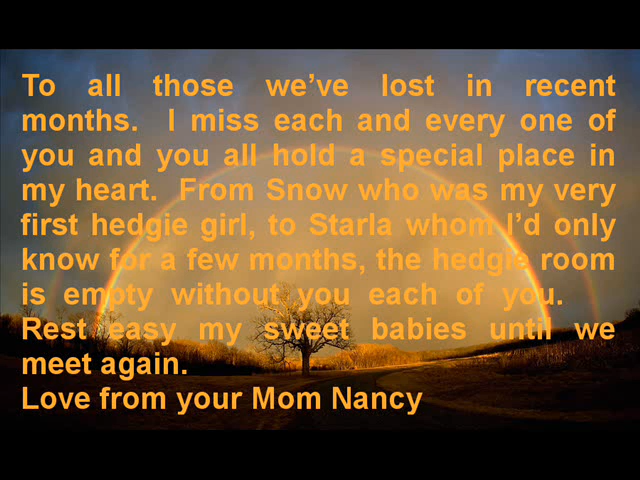 To all those we've lost in recent
months. I miss each and every one of
you and you all hold a special place in
my heart. From Snow who was my very
first hedgie girl, to Starla whom I'd only
know for a few months, the hedgie room
is empty without you each of you.
Rest easy my sweet babies until we
meet again.
Love from your Mom Nancy